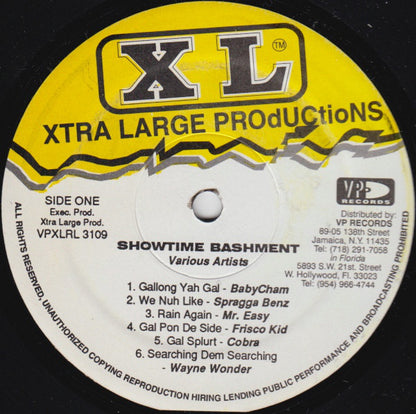 XL™
XTRA LARGE PROdUCtioNS
SIDE ONE
Exec. Prod.
Xtra Large Prod.
VPXLRL 3109
VP
RECORDS
Distributed by:
VP RECORDS
89-05 138th Street
Jamaica, N.Y. 11435
Tel: (718) 291-7058
in Florida
5893 S.W. 21st. Street
W. Hollywood, Fl. 33023
Tel: (954) 966-4744
SHOWTIME BASHMENT
Various Artists
1. Gallong Yah Gal - BabyCham
2. We Nuh Like - Spragga Benz
3. Rain Again - Mr. Easy
4. Gal Pon De Side - Frisco Kid
5. Gal Splurt - Cobra
6. Searching Dem Searching
- Wayne Wonder
ALL RIGHTS RESERVED. UNAUTHORIZED COPYING REPRODUCTION HIRING LENDING PUBLIC PERFORMANCE AND BROADCASTING PROHIBITED